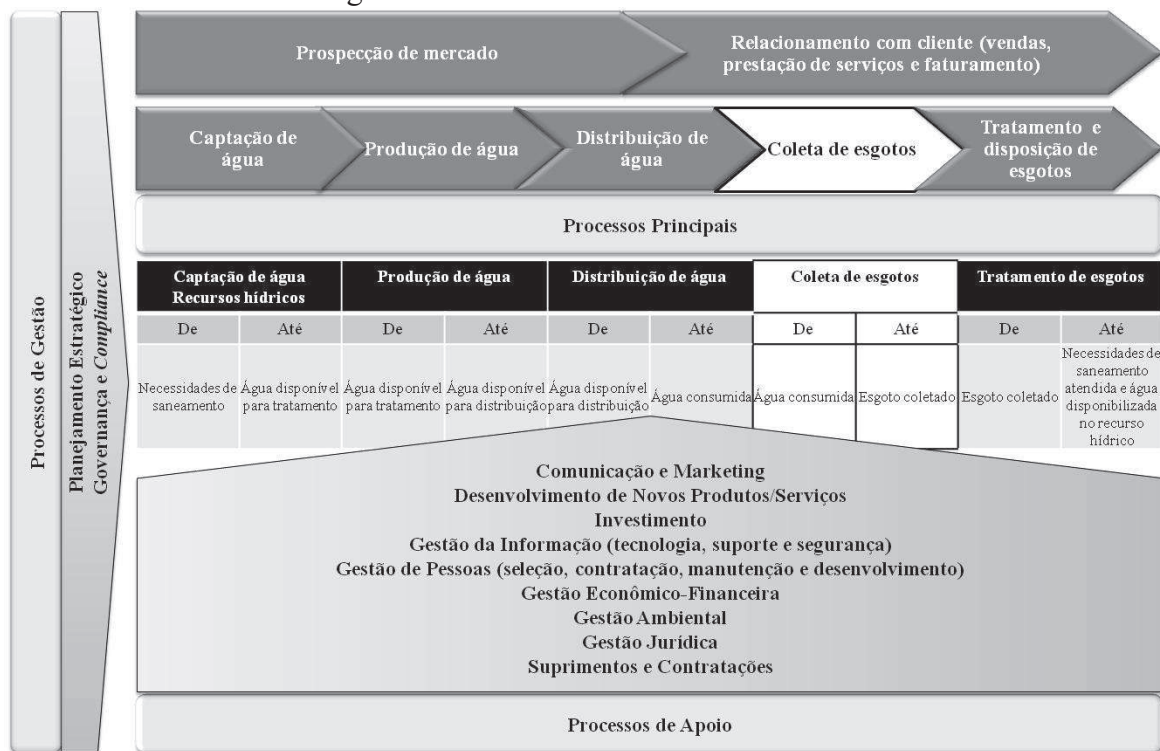 Prospecção de mercado
Relacionamento com cliente (vendas,
prestação de serviços e faturamento)
Captação de
água
Produção de água
Distribuição de
água
Coleta de esgotos
Tratamento e
disposição de
esgotos
Processos Principais
Processos de Gestão
Planejamento Estratégico
Governança e Compliance
Captação de água
Recursos hídricos
Produção de água
Distribuição de água
Coleta de esgotos
Tratamento de esgotos
De
Até
De
Até
De
Até
De
Até
De
Até
Necessidades de
saneamento
Água disponível
para tratamento
Água disponível
para tratamento
Água disponível
para distribuição
Água disponível
para distribuição
Água consumida
Água consumida
Esgoto coletado
Esgoto coletado
Necessidades de
saneamento
atendida e água
disponibilizada
no recurso
hídrico
Comunicação e Marketing
Desenvolvimento de Novos Produtos/Serviços
Investimento
Gestão da Informação (tecnologia, suporte e segurança)
Gestão de Pessoas (seleção, contratação, manutenção e desenvolvimento)
Gestão Econômico-Financeira
Gestão Ambiental
Gestão Jurídica
Suprimentos e Contratações
Processos de Apoio